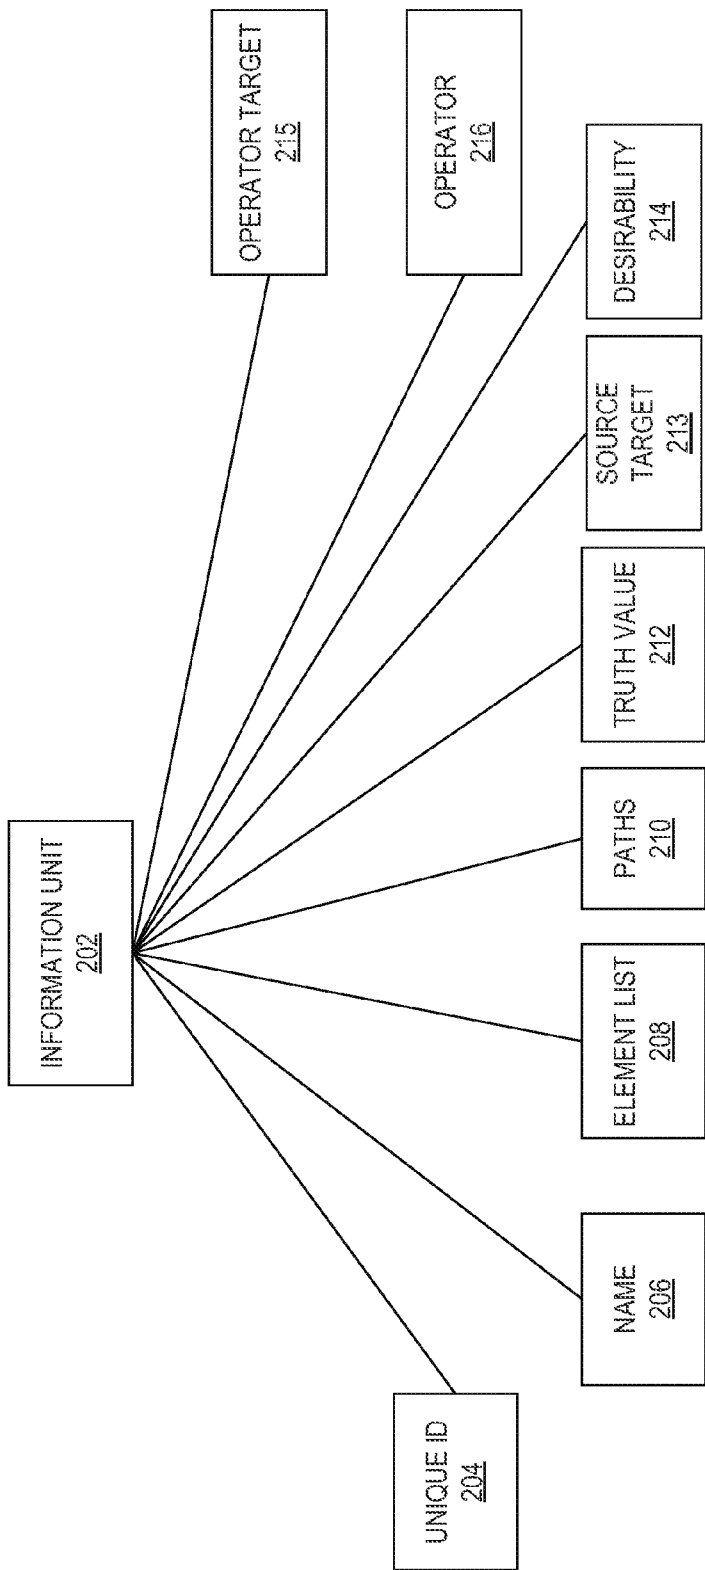 INFORMATION UNIT
202
UNIQUE ID
204
NAME
206
ELEMENT LIST
208
PATHS
210
TRUTH VALUE
212
SOURCE
TARGET
213
DESIRABILITY
214
OPERATOR
216
OPERATOR TARGET
215